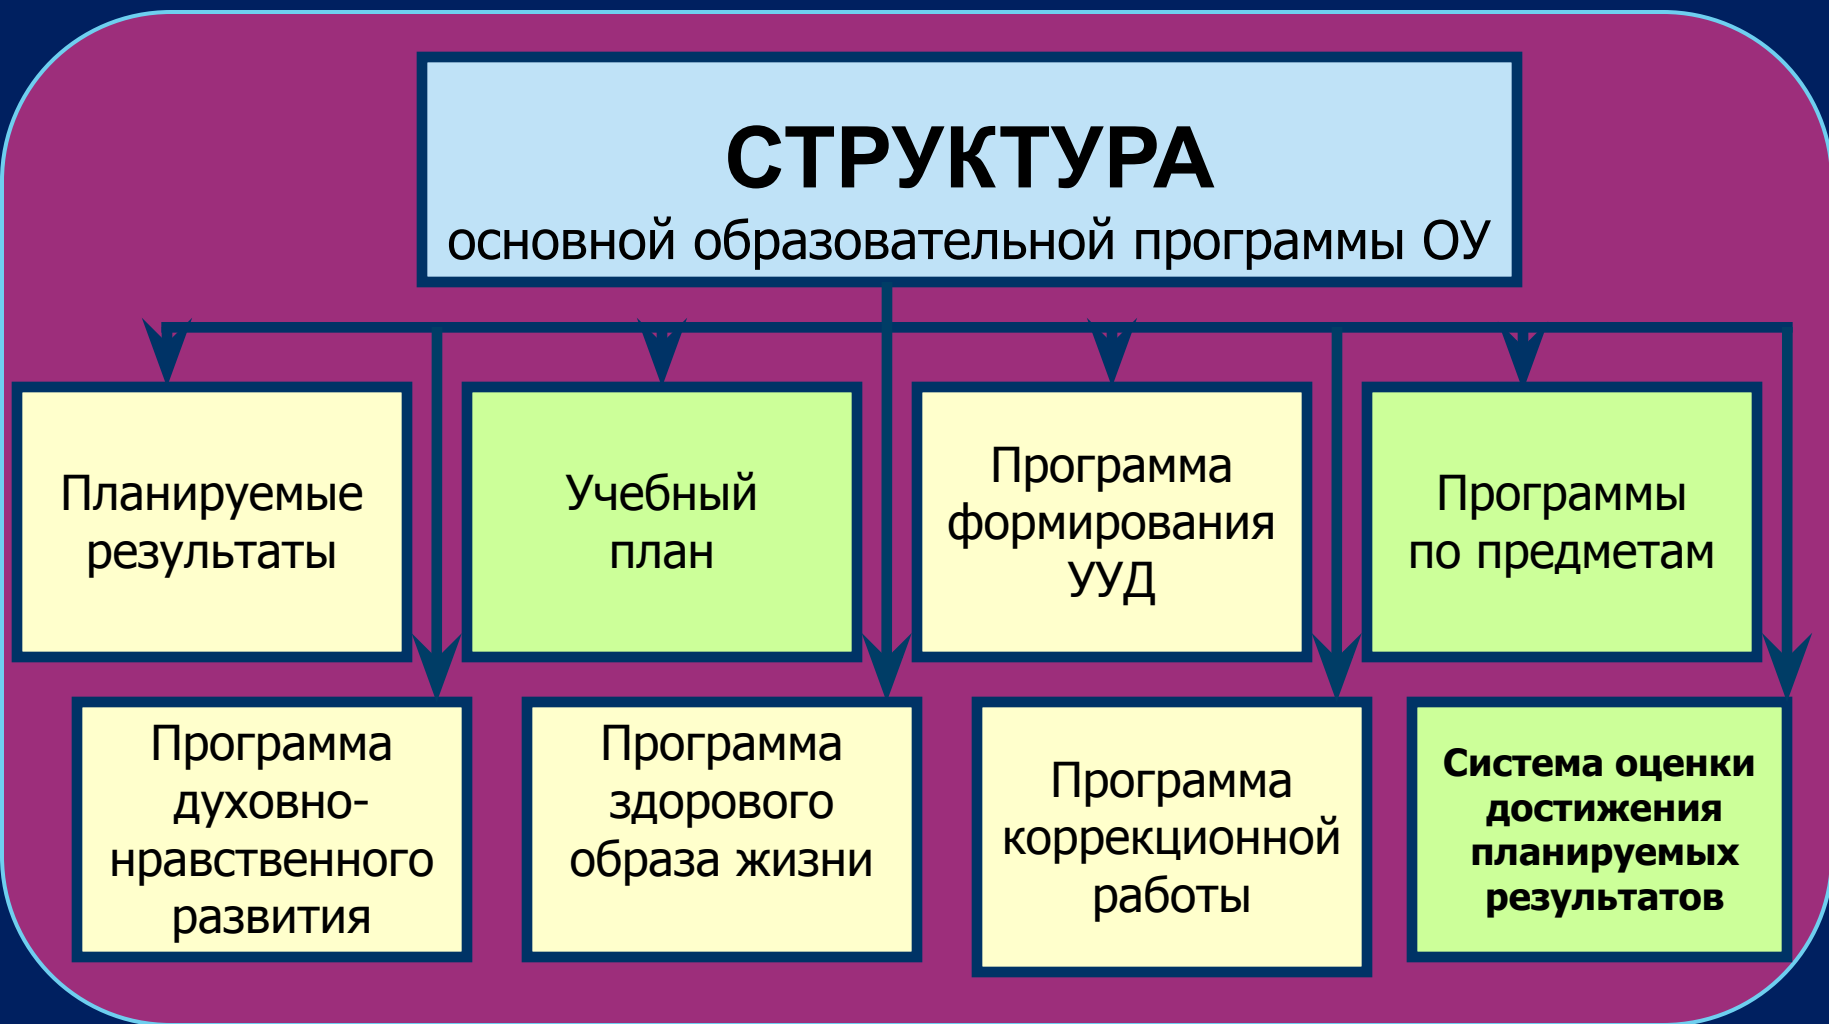 СТРУКТУРА
основной образовательной программы ОУ
Планируемые
результаты
Учебный
план
Программа
формирования
УУД
Программы
по предметам
Программа
духовно-
нравственного
развития
Программа
здорового
образа жизни
Программа
коррекционной
работы
Система оценки
достижения
планируемых
результатов